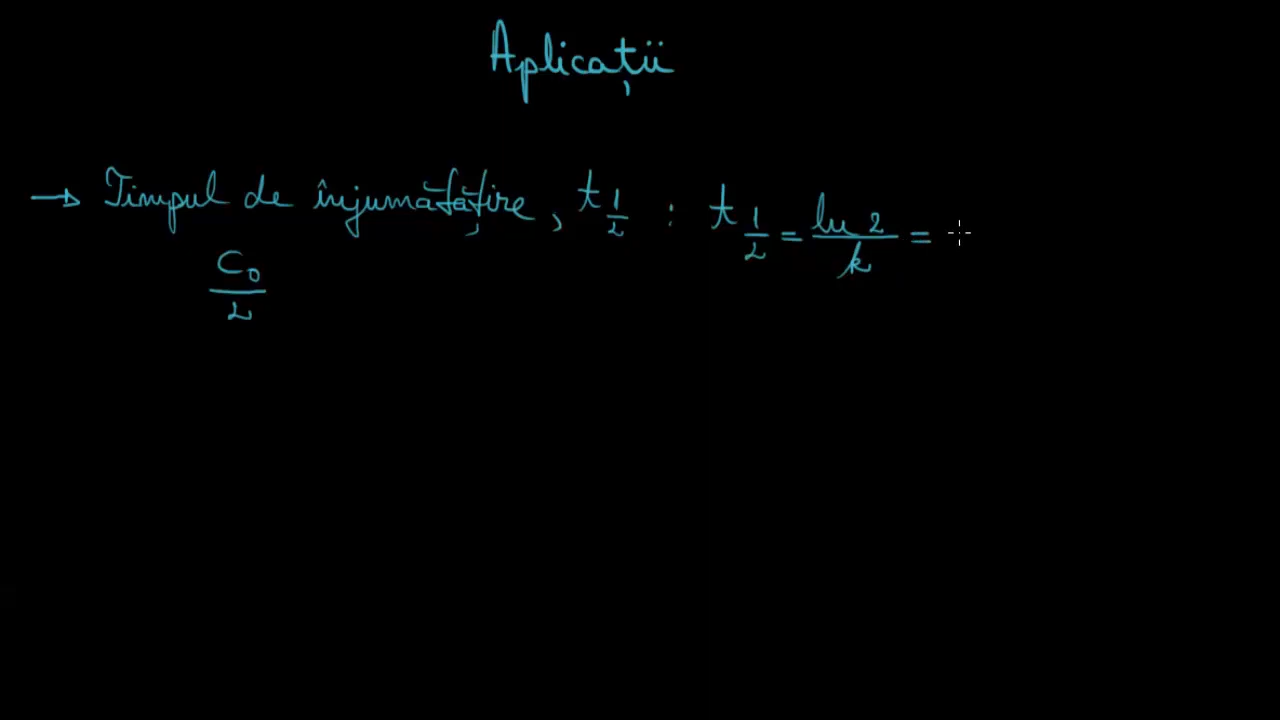 Aplicații
→ Timpul de înjumătățire, t 1/2 : t 1/2 = ln 2 / k =
C0 / 2